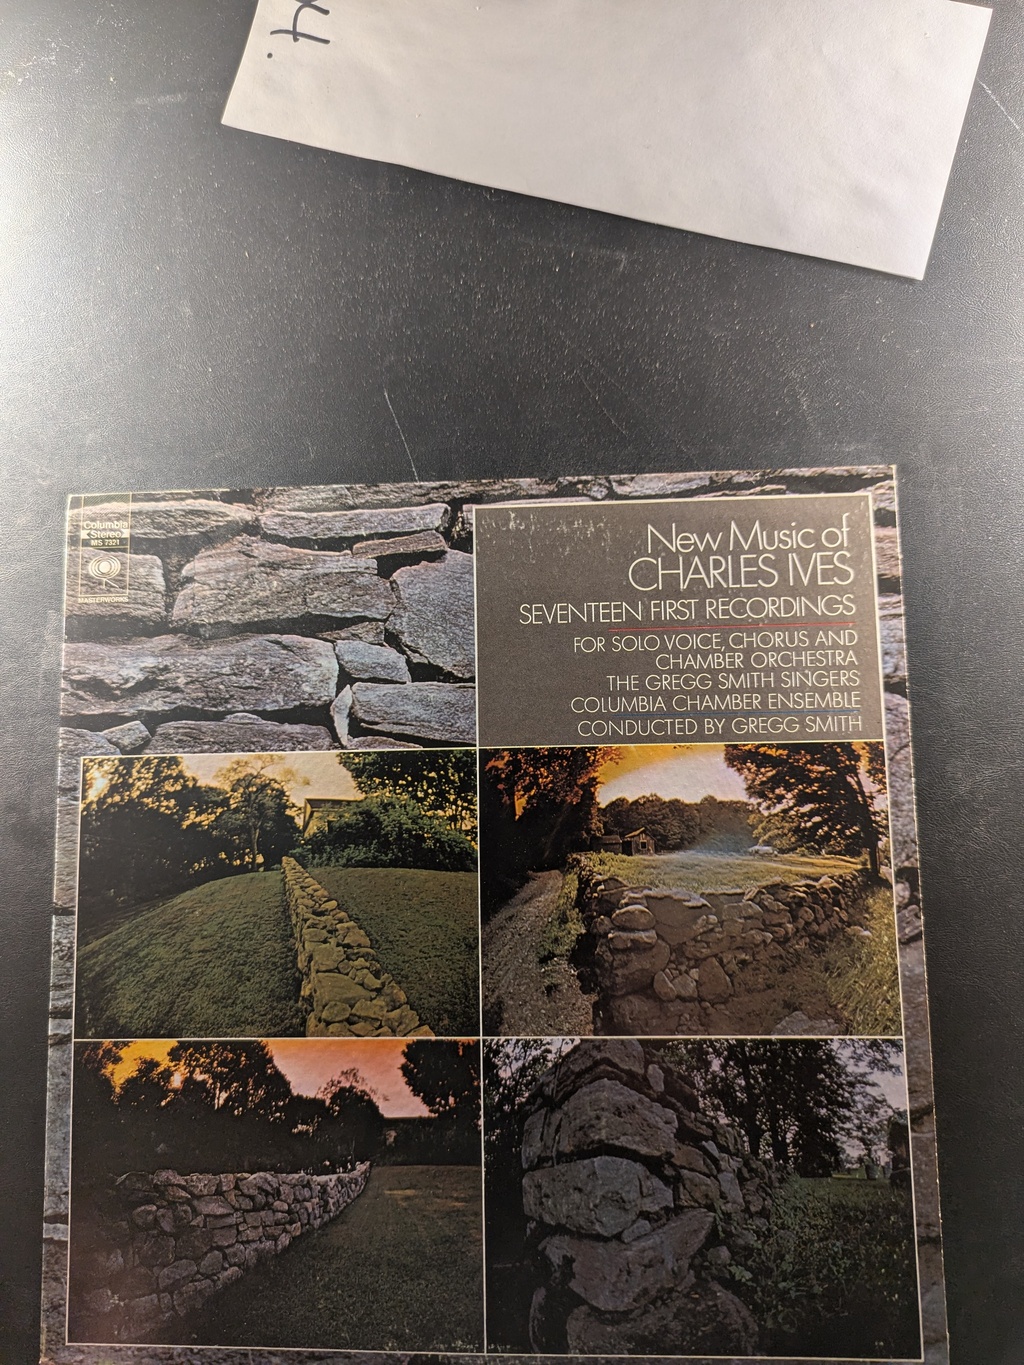 4.
Columbia
Stereo
MS 7321
MASTERWORKS
New Music of
CHARLES IVES
SEVENTEEN FIRST RECORDINGS
FOR SOLO VOICE, CHORUS AND
CHAMBER ORCHESTRA
THE GREGG SMITH SINGERS
COLUMBIA CHAMBER ENSEMBLE
CONDUCTED BY GREGG SMITH